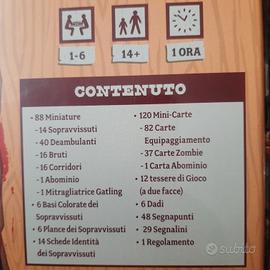 1-6
14+
1 ORA
CONTENUTO
• 88 Miniature
-14 Sopravvissuti
-40 Deambulanti
-16 Bruti
-16 Corridori
-1 Abominio
-1 Mitragliatrice Gatling
• 6 Basi Colorate dei
Sopravvissuti
• 6 Plance dei Sopravvissuti
• 14 Schede Identità
dei Sopravvissuti
• 120 Mini-Carte
-82 Carte
Equipaggiamento
-37 Carte Zombie
-1 Carta Abominio
• 12 tessere di Gioco
(a due facce)
• 6 Dadi
• 48 Segnapunti
• 29 Segnalini
• 1 Regolamento
subito